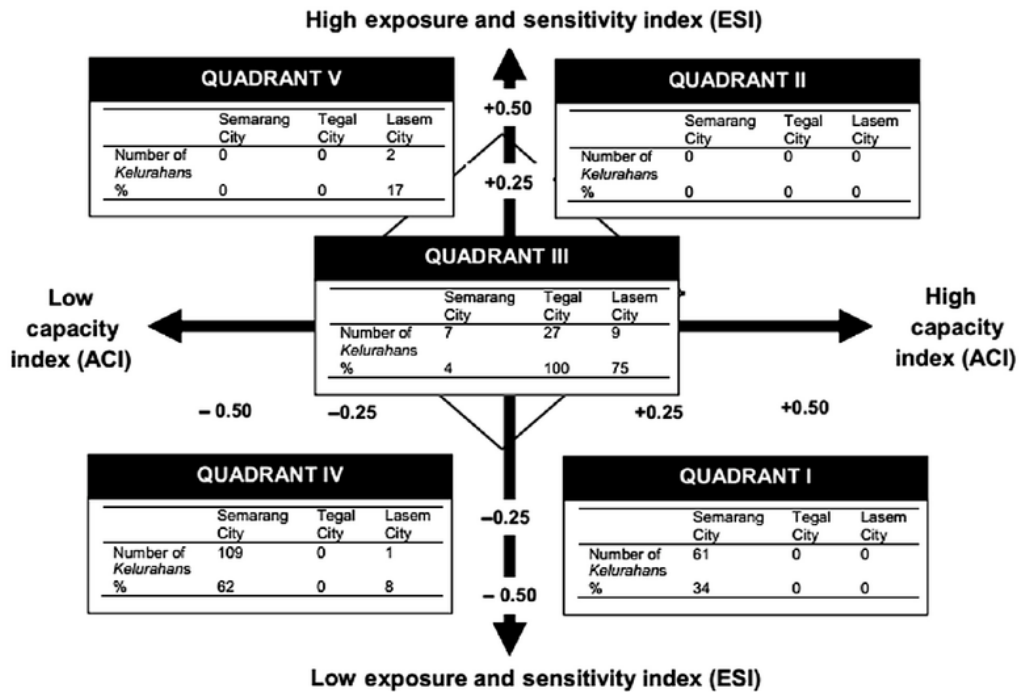 High exposure and sensitivity index (ESI)
QUADRANT V
Semarang City Tegal City Lasem City
Number of Kelurahans 0 0 2
% 0 0 17
QUADRANT II
Semarang City Tegal City Lasem City
Number of Kelurahans 0 0 0
% 0 0 0
+0.50
+0.25
QUADRANT III
Semarang City Tegal City Lasem City
Number of Kelurahans 7 27 9
% 4 100 75
Low
capacity
index (ACI)
High
capacity
index (ACI)
– 0.50 –0.25 +0.25 +0.50
QUADRANT IV
Semarang City Tegal City Lasem City
Number of Kelurahans 109 0 1
% 62 0 8
QUADRANT I
Semarang City Tegal City Lasem City
Number of Kelurahans 61 0 0
% 34 0 0
–0.25
– 0.50
Low exposure and sensitivity index (ESI)